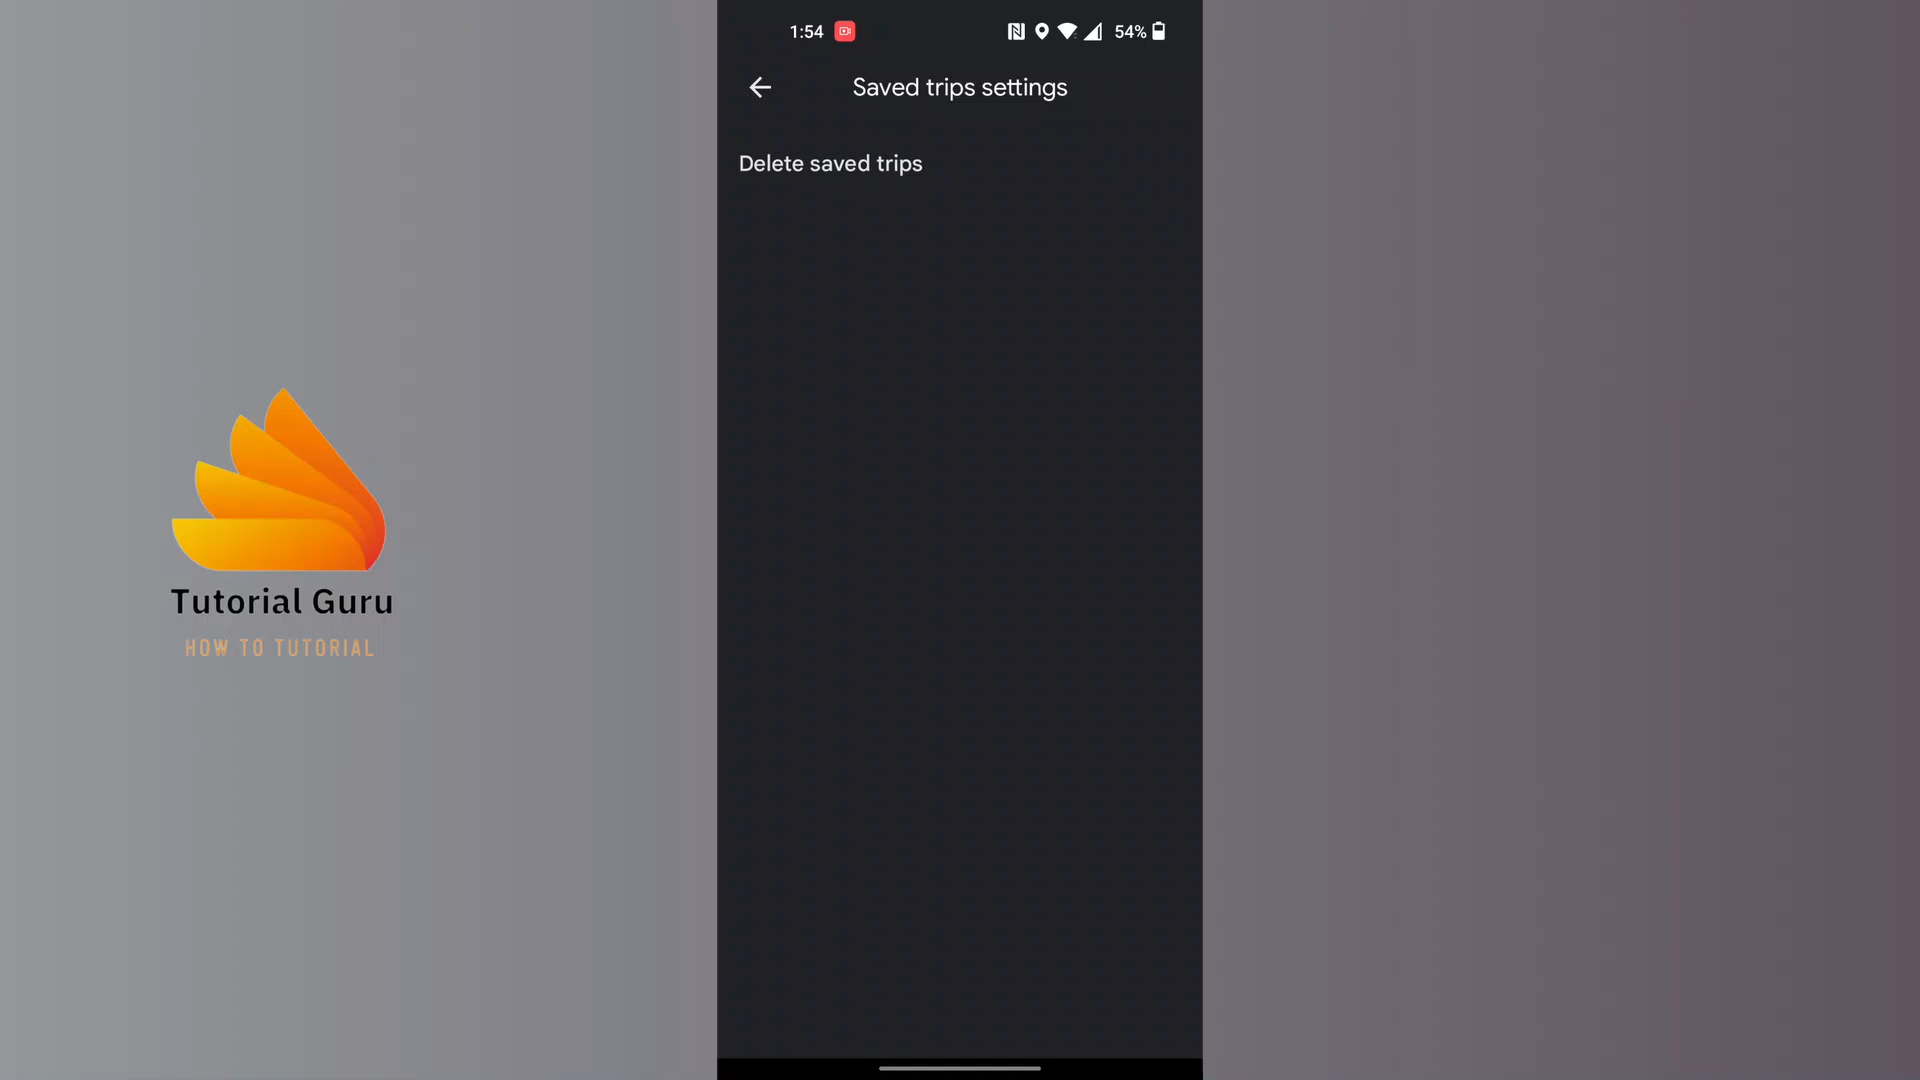 1:54
54%
Saved trips settings
Delete saved trips
Tutorial Guru
HOW TO TUTORIAL